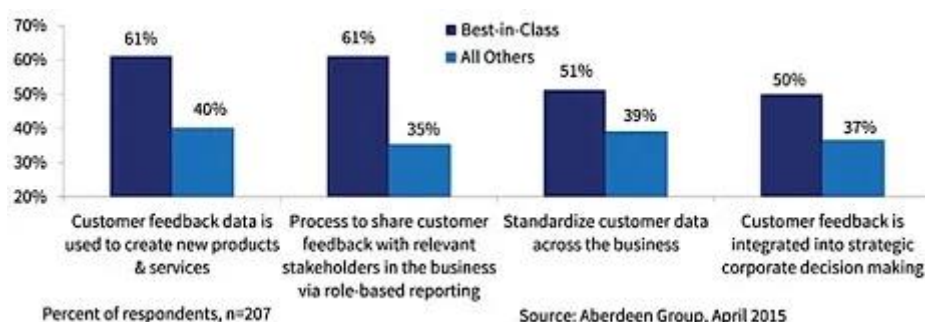 70%
60%
50%
40%
30%
20%
Best-in-Class
All Others
61%
40%
61%
35%
51%
39%
50%
37%
Customer feedback data is
used to create new products
& services
Process to share customer
feedback with relevant
stakeholders in the business
via role-based reporting
Standardize customer data
across the business
Customer feedback is
integrated into strategic
corporate decision making
Percent of respondents, n=207
Source: Aberdeen Group, April 2015